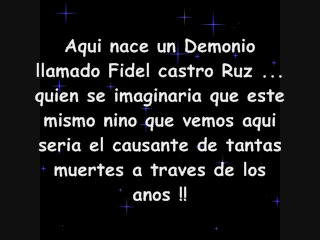 Aqui nace un Demonio
llamado Fidel castro Ruz ...
quien se imaginaria que este
mismo nino que vemos aqui
seria el causante de tantas
muertes a traves de los
anos !!